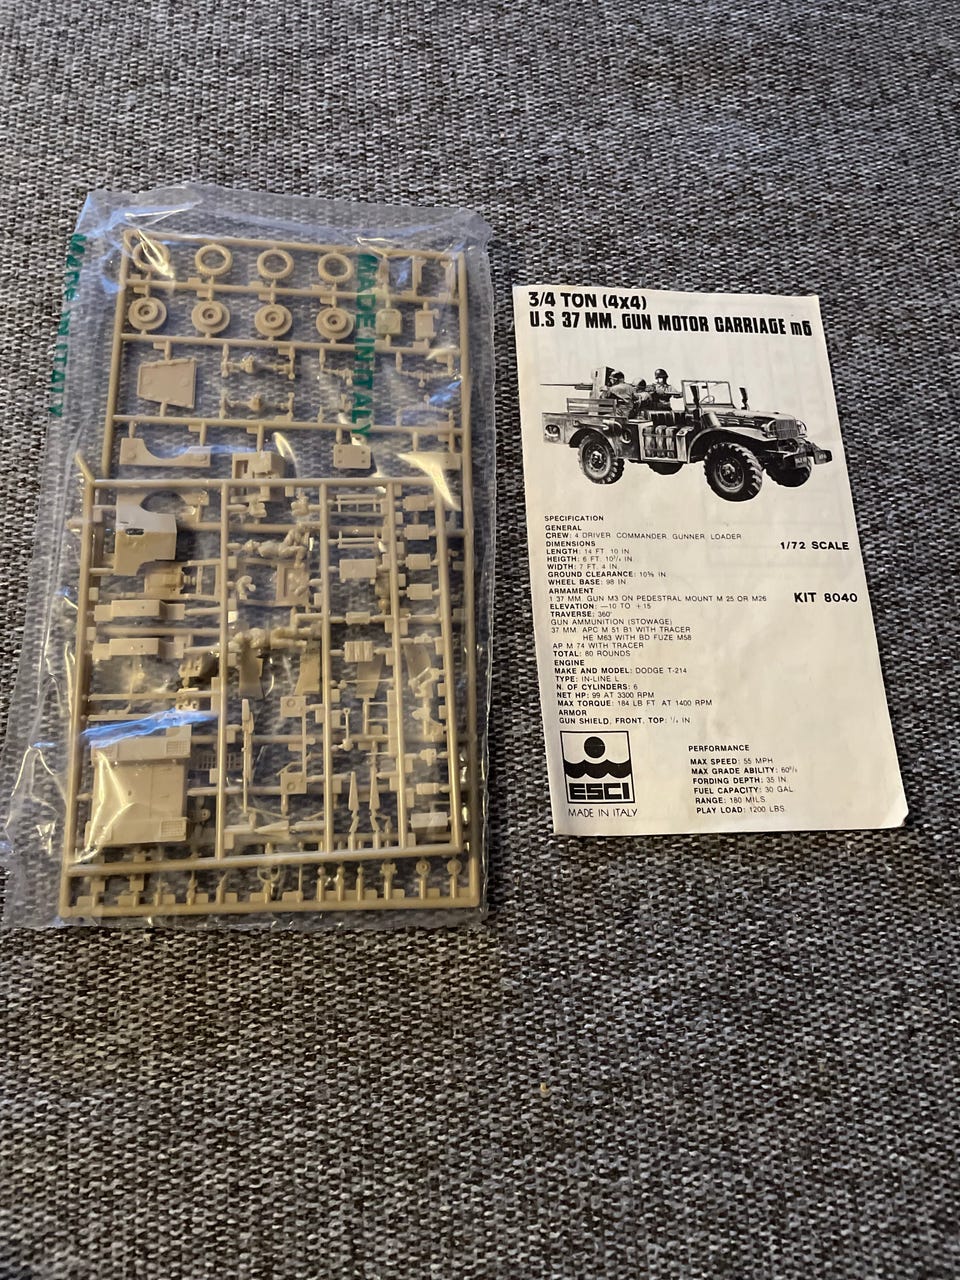 MADE IN ITALY
MADE IN ITALY
3/4 TON (4x4)
U.S 37 MM. GUN MOTOR CARRIAGE m6
SPECIFICATION
GENERAL
CREW: 4 DRIVER COMMANDER GUNNER LOADER
DIMENSIONS
LENGTH: 14 FT. 10 IN
HEIGTH: 6 FT. 10³/₄ IN
WIDTH: 7 FT. 4 IN
GROUND CLEARANCE: 10⅝ IN
WHEEL BASE: 98 IN
ARMAMENT
1 37 MM. GUN M3 ON PEDESTRAL MOUNT M 25 OR M26
ELEVATION: —10 TO +15
TRAVERSE: 360°
GUN AMMUNITION (STOWAGE)
37 MM. APC M 51 B1 WITH TRACER
HE M63 WITH BD FUZE M58
AP M 74 WITH TRACER
TOTAL: 80 ROUNDS
ENGINE
MAKE AND MODEL: DODGE T-214
TYPE: IN-LINE L
N. OF CYLINDERS: 6
NET HP: 99 AT 3300 RPM
MAX TORQUE: 184 LB FT AT 1400 RPM
ARMOR
GUN SHIELD, FRONT, TOP: ¹/₄ IN
1/72 SCALE
KIT 8040
ESCI
MADE IN ITALY
PERFORMANCE
MAX SPEED: 55 MPH
MAX GRADE ABILITY: 60%
FORDING DEPTH: 35 IN.
FUEL CAPACITY: 30 GAL
RANGE: 180 MILS
PLAY LOAD: 1200 LBS.